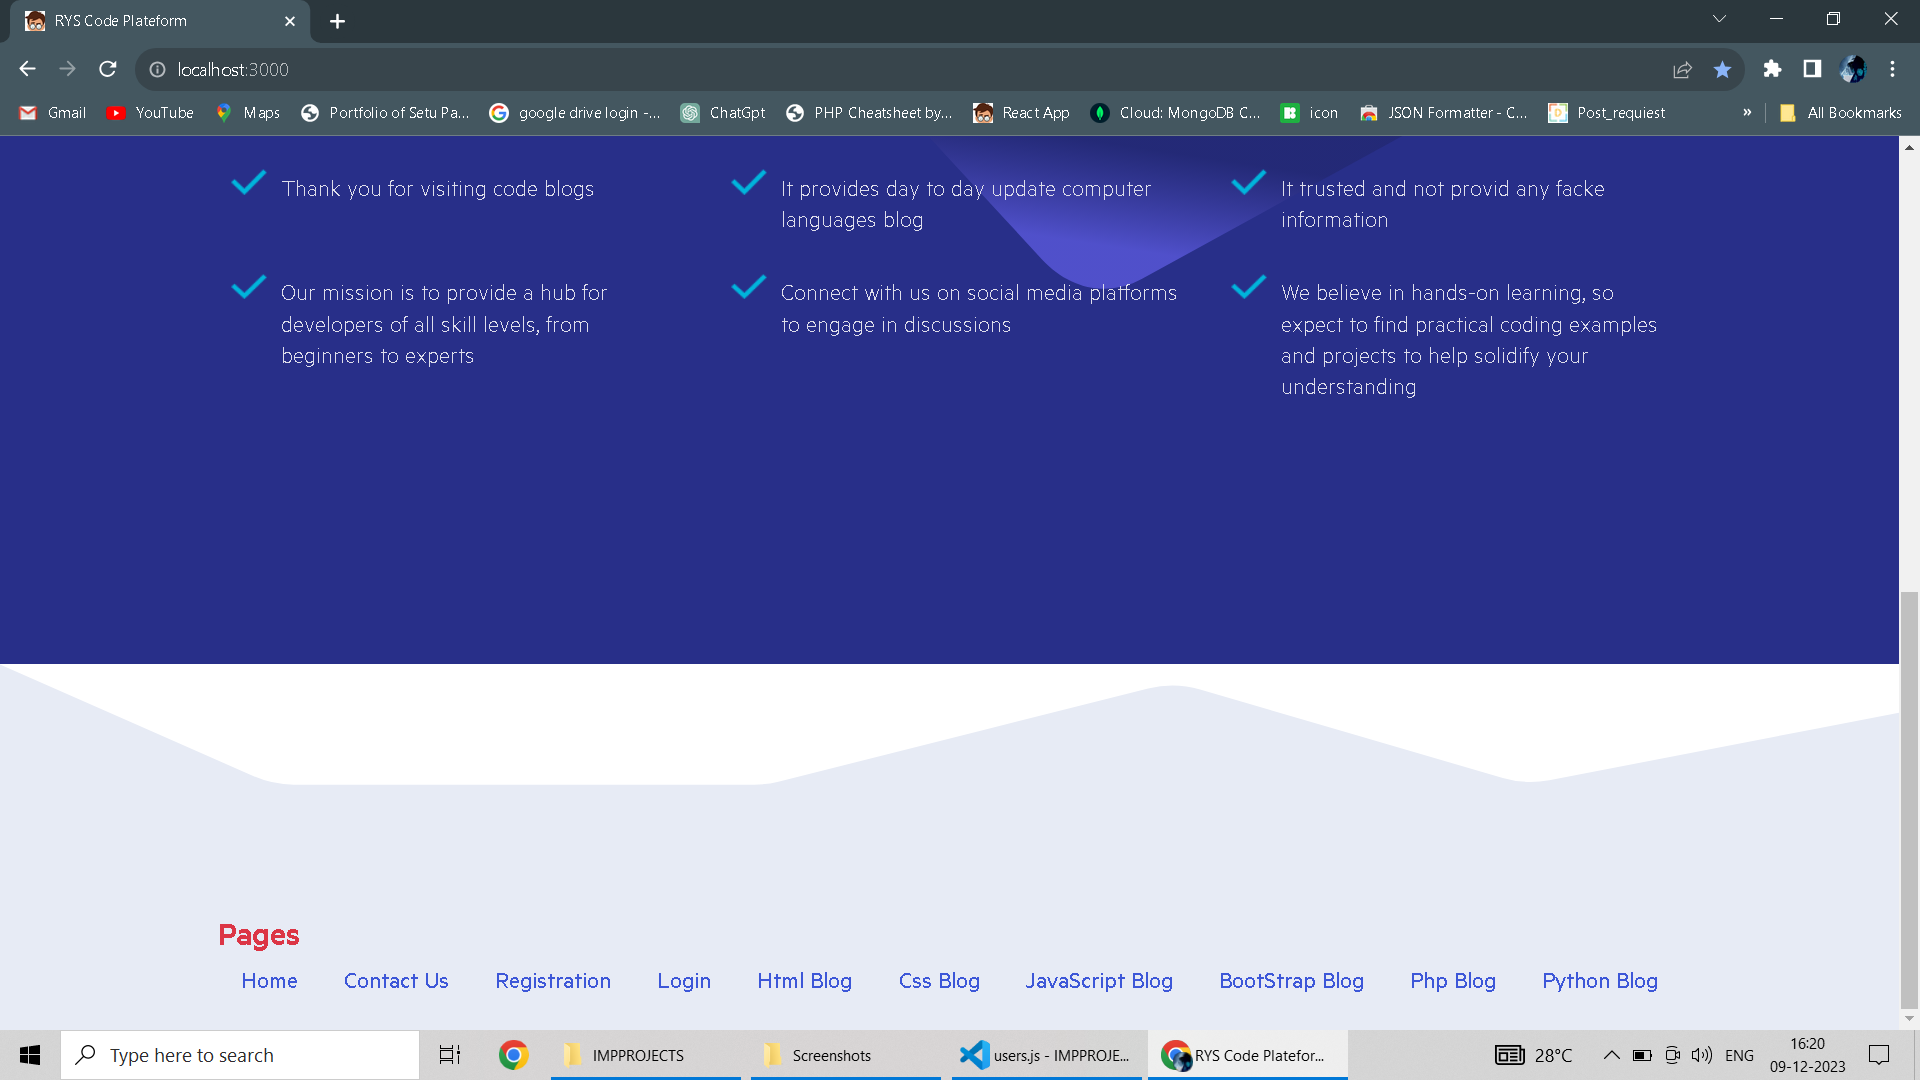 RYS Code Plateform
localhost:3000
Gmail YouTube Maps Portfolio of Setu Pa... google drive login -... ChatGpt PHP Cheatsheet by... React App Cloud: MongoDB C... icon JSON Formatter - C... Post_requiest » All Bookmarks
Thank you for visiting code blogs
It provides day to day update computer
languages blog
It trusted and not provid any facke
information
Our mission is to provide a hub for
developers of all skill levels, from
beginners to experts
Connect with us on social media platforms
to engage in discussions
We believe in hands-on learning, so
expect to find practical coding examples
and projects to help solidify your
understanding
Pages
Home Contact Us Registration Login Html Blog Css Blog JavaScript Blog BootStrap Blog Php Blog Python Blog
Type here to search
IMPPROJECTS
Screenshots
users.js - IMPPROJE...
RYS Code Platefor...
28°C
ENG
16:20
09-12-2023